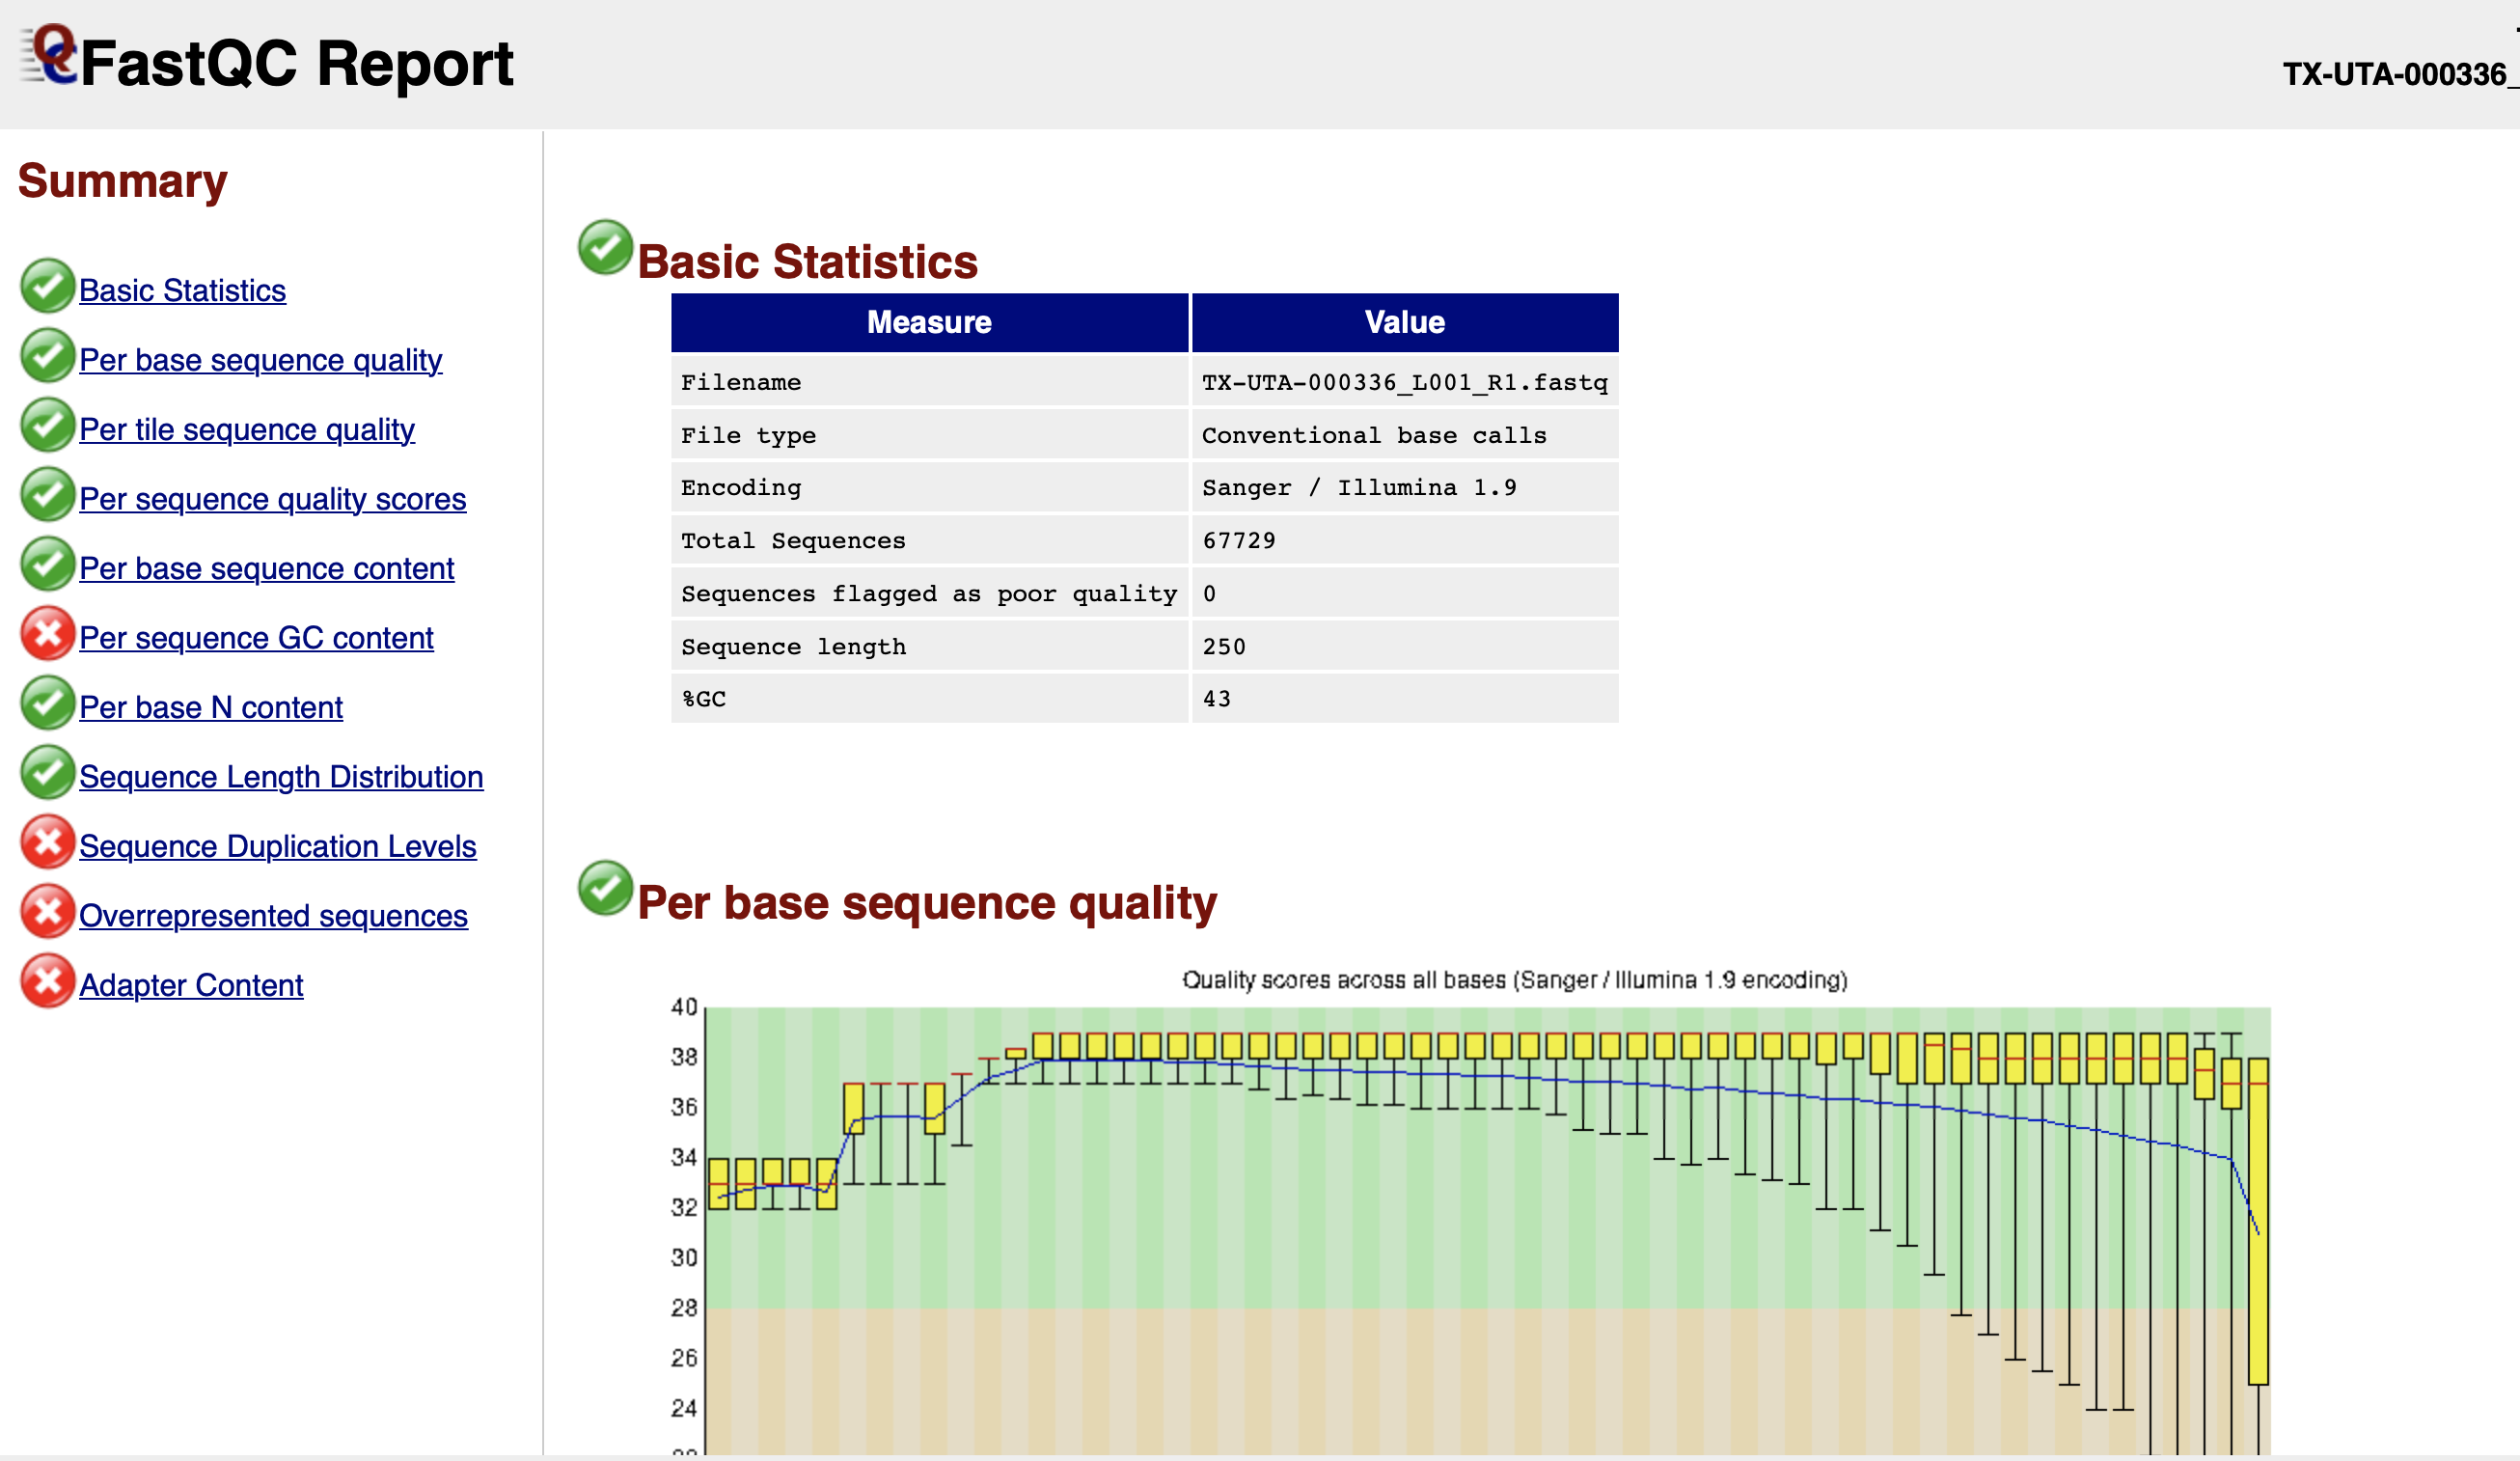 FastQC Report
TX-UTA-000336_
Summary
Basic Statistics
Per base sequence quality
Per tile sequence quality
Per sequence quality scores
Per base sequence content
Per sequence GC content
Per base N content
Sequence Length Distribution
Sequence Duplication Levels
Overrepresented sequences
Adapter Content
Basic Statistics
Measure Value
Filename TX-UTA-000336_L001_R1.fastq
File type Conventional base calls
Encoding Sanger / Illumina 1.9
Total Sequences 67729
Sequences flagged as poor quality 0
Sequence length 250
%GC 43
Per base sequence quality
Quality scores across all bases (Sanger / Illumina 1.9 encoding)
40
38
36
34
32
30
28
26
24